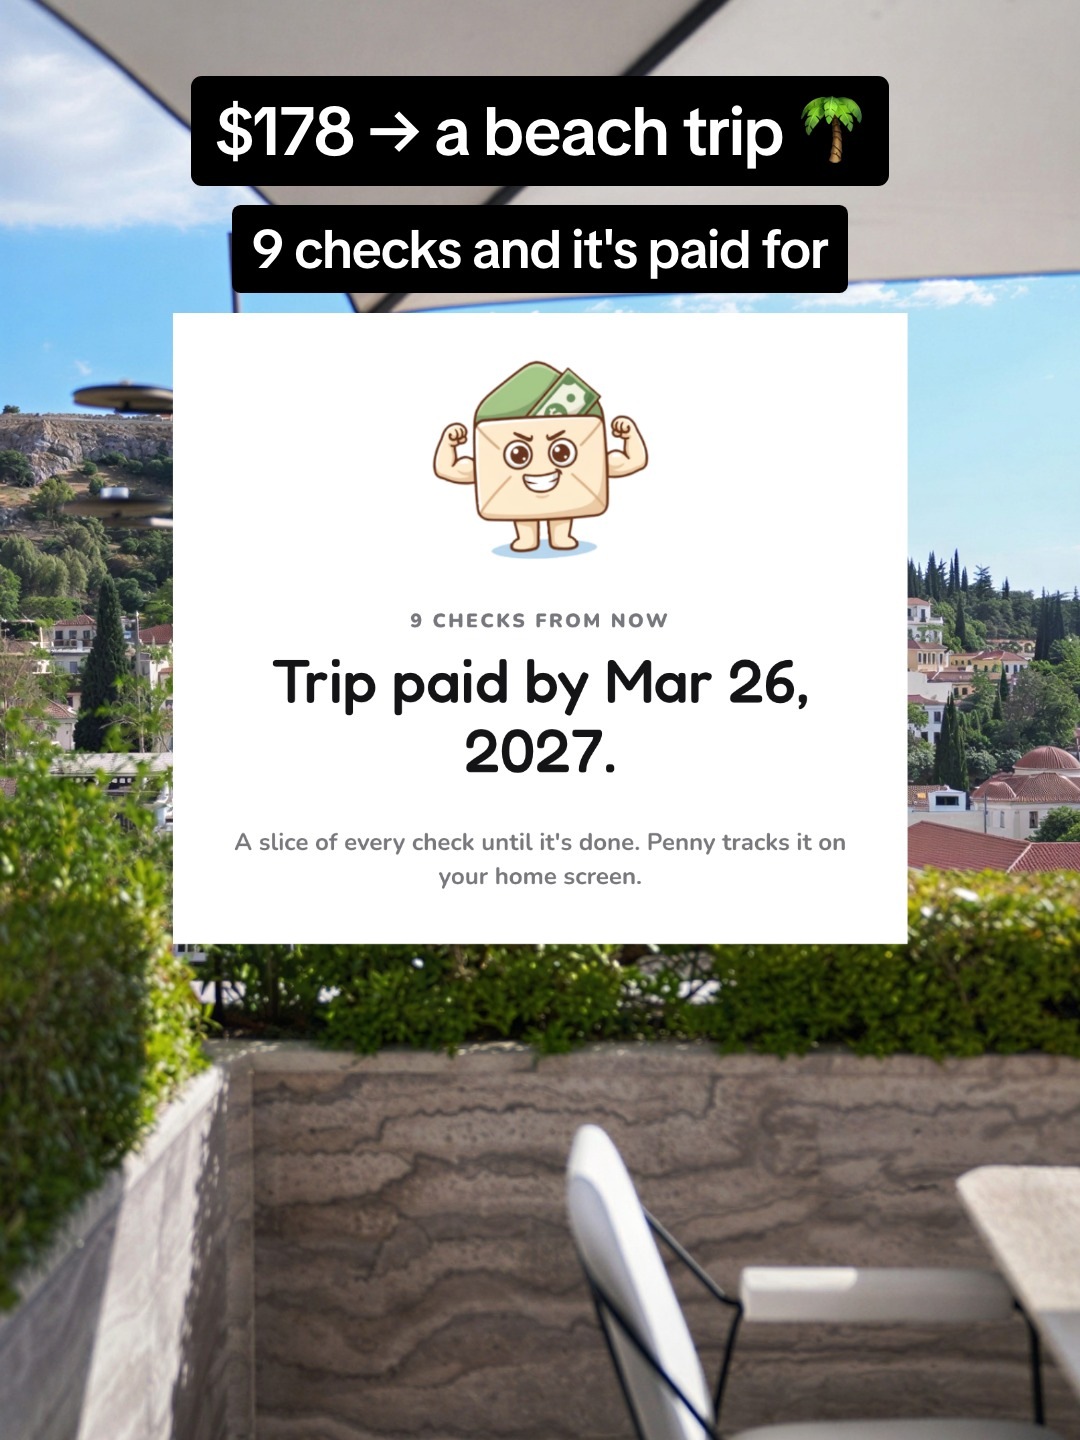 $178 → a beach trip 🌴
9 checks and it's paid for
9 CHECKS FROM NOW
Trip paid by Mar 26,
2027.
A slice of every check until it's done. Penny tracks it on
your home screen.